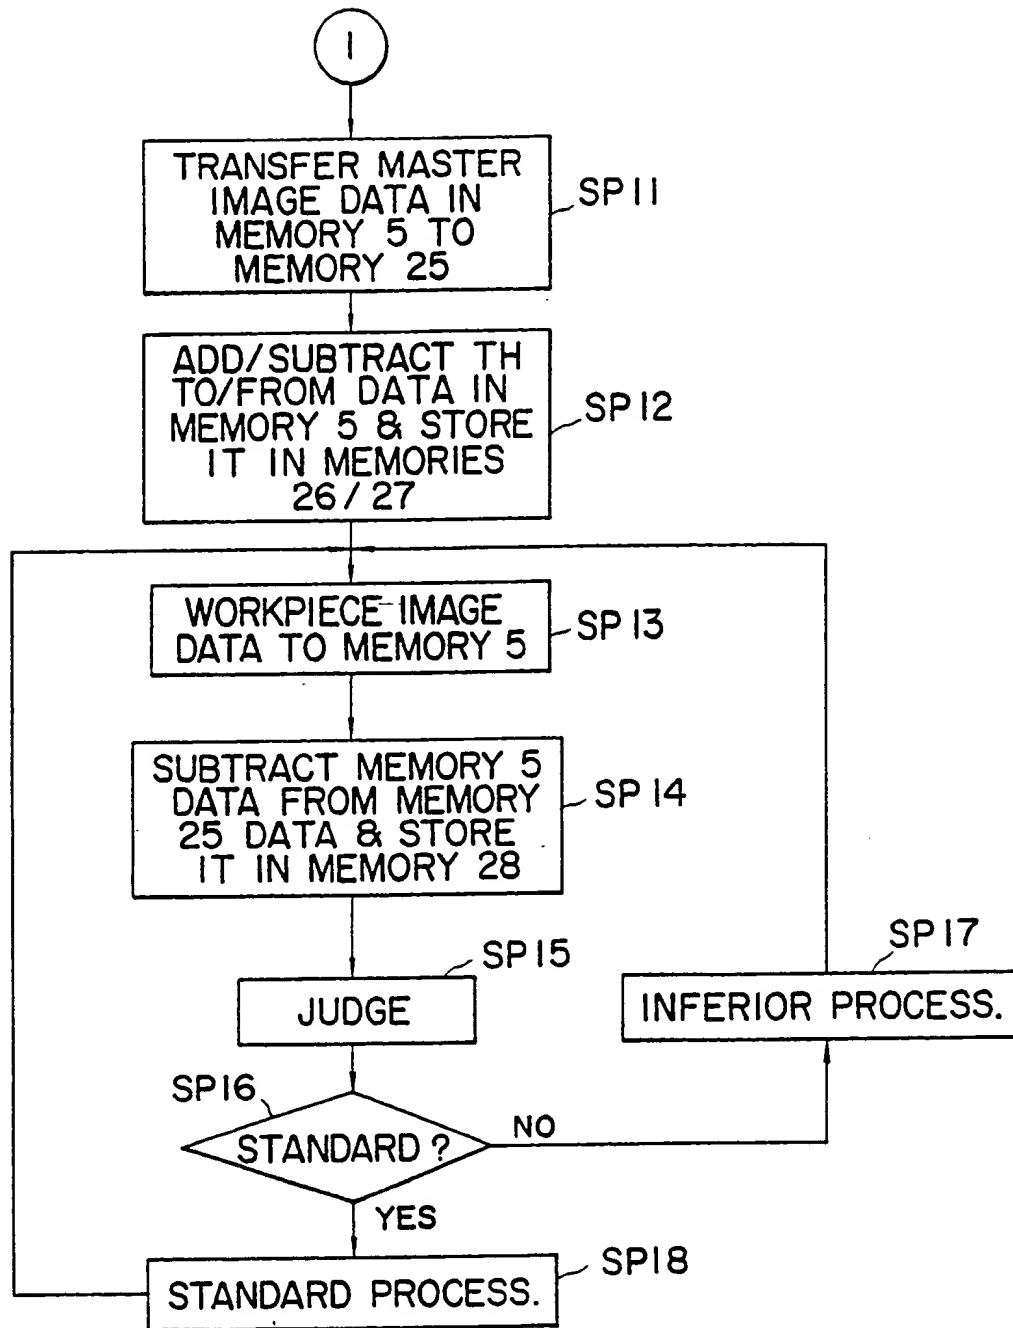 1
TRANSFER MASTER
IMAGE DATA IN
MEMORY 5 TO
MEMORY 25
SP11
ADD/SUBTRACT TH
TO/FROM DATA IN
MEMORY 5 & STORE
IT IN MEMORIES
26/27
SP12
WORKPIECE IMAGE
DATA TO MEMORY 5
SP13
SUBTRACT MEMORY 5
DATA FROM MEMORY
25 DATA & STORE
IT IN MEMORY 28
SP14
SP15
JUDGE
SP17
INFERIOR PROCESS.
SP16
STANDARD?
NO
YES
SP18
STANDARD PROCESS.